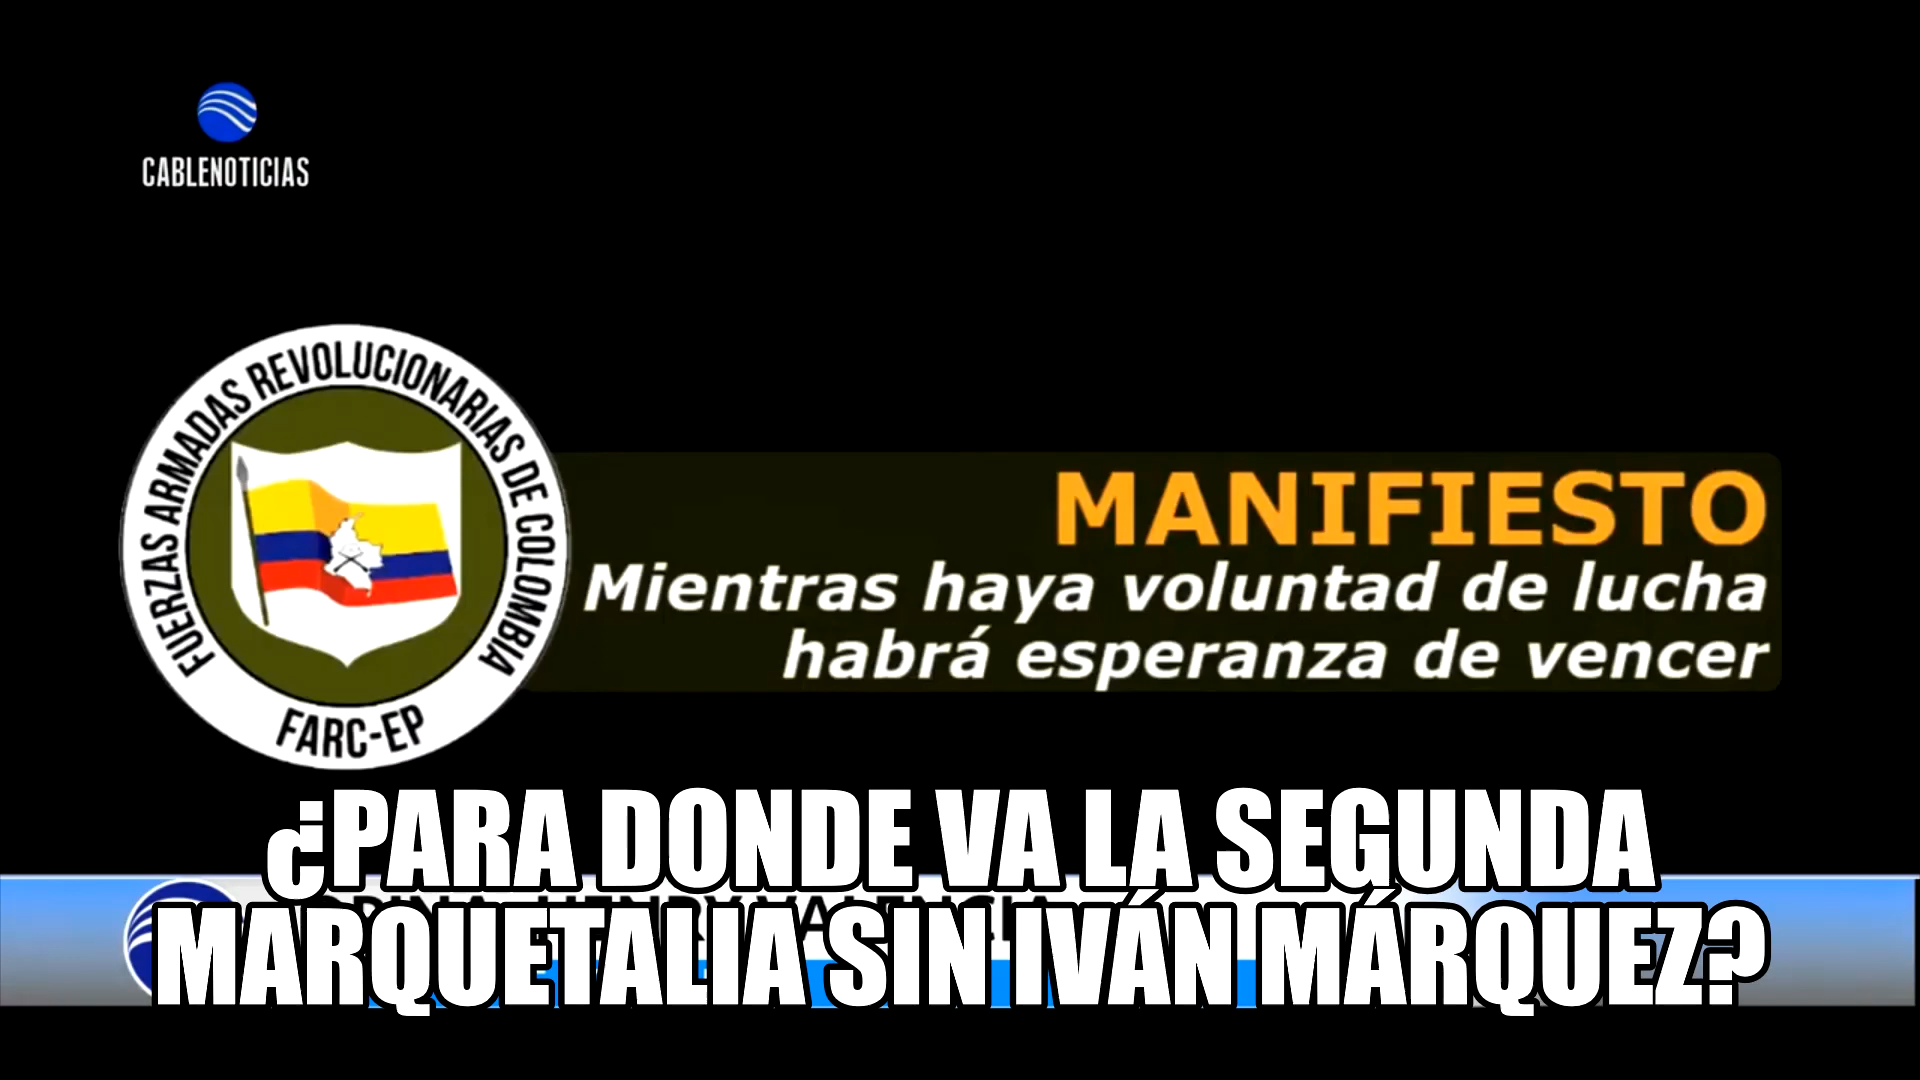 CABLENOTICIAS
FUERZAS ARMADAS REVOLUCIONARIAS DE COLOMBIA
FARC-EP
MANIFIESTO
Mientras haya voluntad de lucha
habrá esperanza de vencer
¿PARA DONDE VA LA SEGUNDA
MARQUETALIA SIN IVÁN MÁRQUEZ?